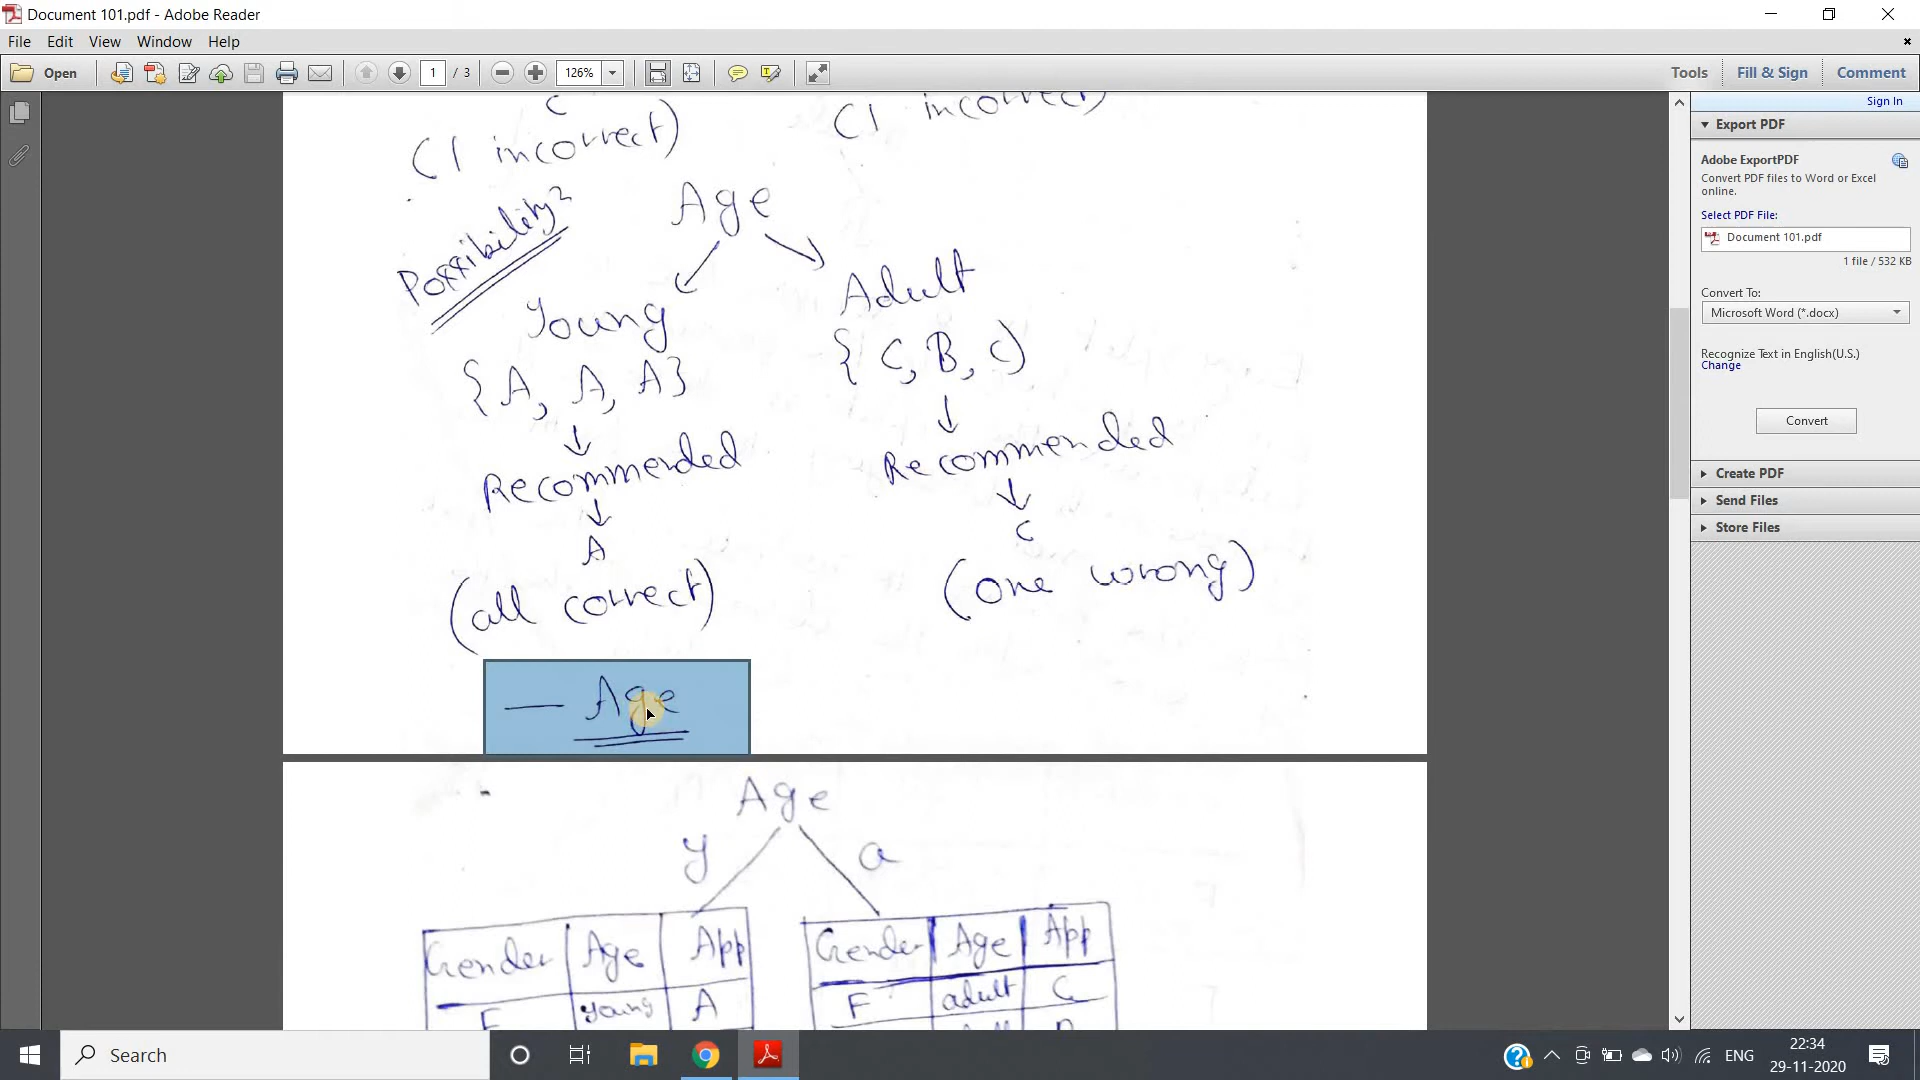 Document 101.pdf - Adobe Reader
File Edit View Window Help
Open 1 / 3 126% Tools Fill & Sign Comment
Sign In
Export PDF
Adobe ExportPDF
Convert PDF files to Word or Excel
online.
Select PDF File:
Document 101.pdf
1 file / 532 KB
Convert To:
Microsoft Word (*.docx)
Recognize Text in English(U.S.)
Change
Convert
Create PDF
Send Files
Store Files
C
(1 incorrect) (1 incorrect)
Possibility 2
Age
Young Adult
{A, A, A} { C, B, C)
Recommended Recommended
A C
(all correct) (one wrong)
— Age
Age
y a
Gender Age App Gender Age App
F young A F adult C
Search
ENG
22:34
29-11-2020